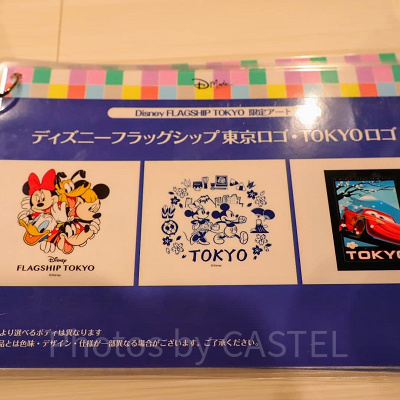 D-Made
Disney FLAGSHIP TOKYO 限定アート
ディズニーフラッグシップ東京ロゴ・TOKYOロゴ
Disney
FLAGSHIP TOKYO
©Disney
TOKYO
©Disney
TOKYO
より選べるボディは異なります
品とは色味・デザイン・仕様が一部異なる場合がございます。ご了承ください。
Photos by CASTEL